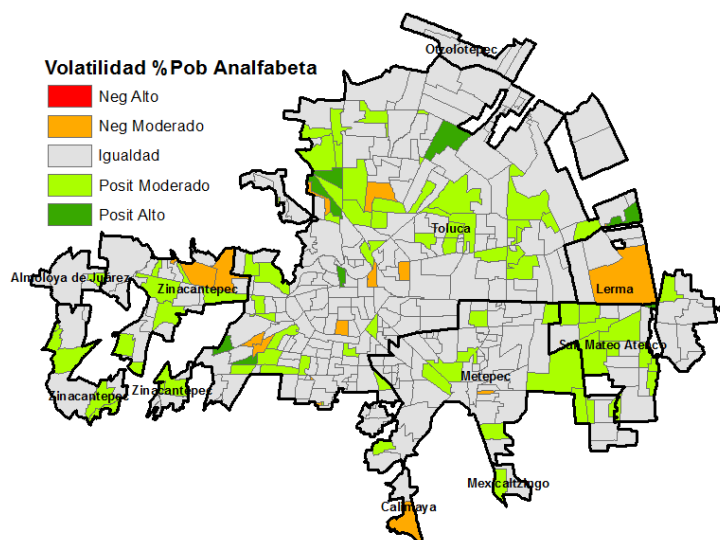 Otzolotepec
Volatilidad %Pob Analfabeta
Neg Alto
Neg Moderado
Igualdad
Posit Moderado
Posit Alto
Toluca
Almoloya de Juárez
Zinacantepec
Lerma
San Mateo Atenco
Metepec
Zinacantepec
Zinacantepec
Mexicaltzingo
Calimaya